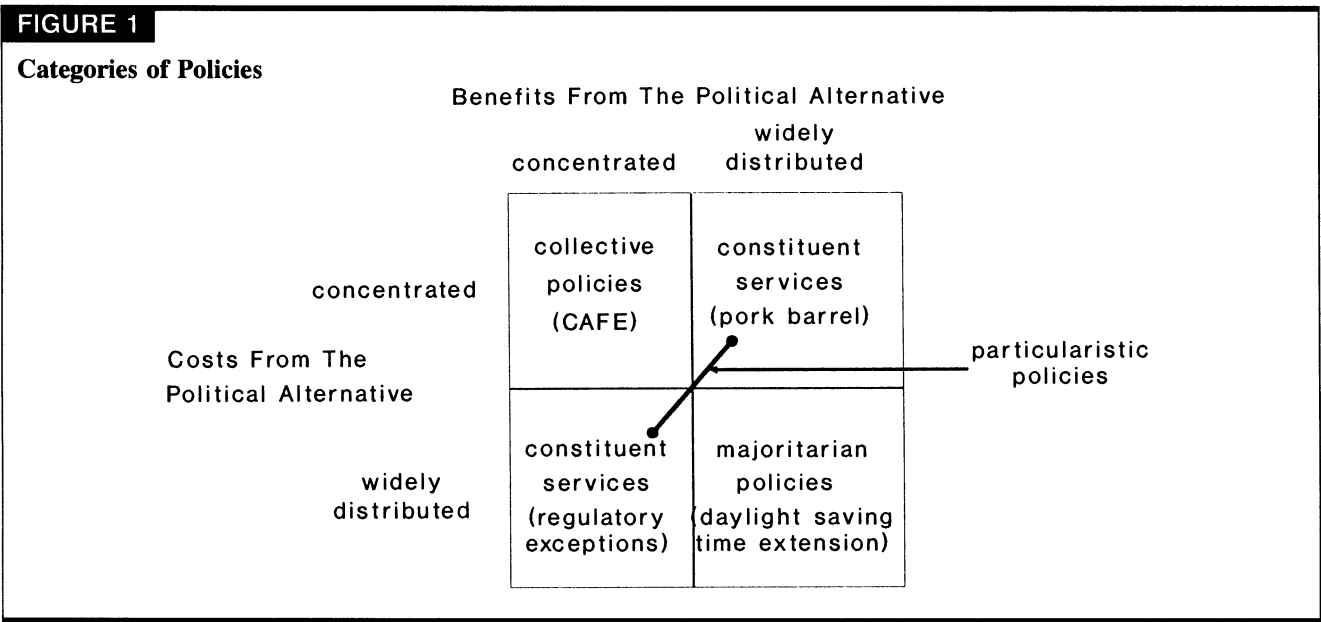 FIGURE 1
Categories of Policies
Benefits From The Political Alternative
concentrated
widely
distributed
concentrated
collective
policies
(CAFE)
constituent
services
(pork barrel)
Costs From The
Political Alternative
particularistic
policies
widely
distributed
constituent
services
(regulatory
exceptions)
majoritarian
policies
(daylight saving
time extension)